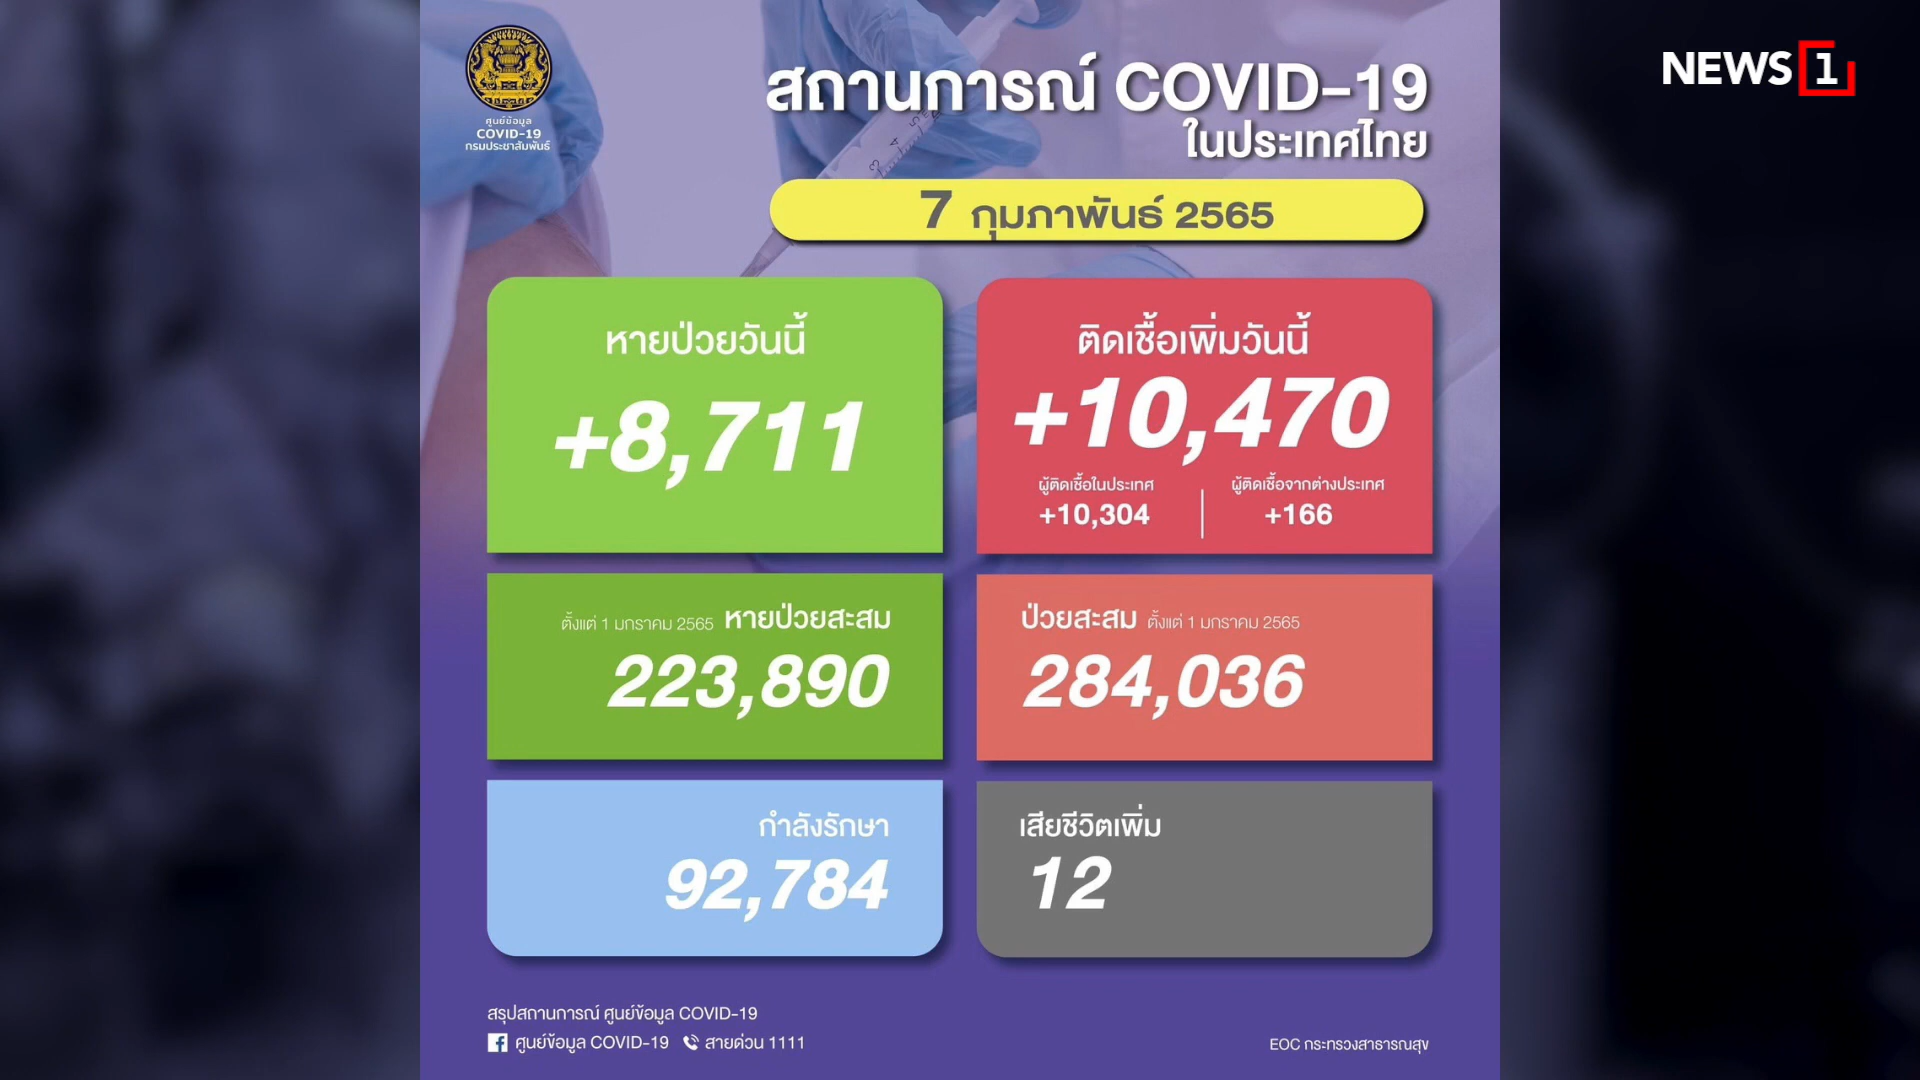 NEWS 1
ศูนย์ข้อมูล
COVID-19
กรมประชาสัมพันธ์
สถานการณ์ COVID-19
ในประเทศไทย
7 กุมภาพันธ์ 2565
หายป่วยวันนี้
+8,711
ติดเชื้อเพิ่มวันนี้
+10,470
ผู้ติดเชื้อในประเทศ
+10,304
ผู้ติดเชื้อจากต่างประเทศ
+166
ตั้งแต่ 1 มกราคม 2565 หายป่วยสะสม
223,890
ป่วยสะสม ตั้งแต่ 1 มกราคม 2565
284,036
กำลังรักษา
92,784
เสียชีวิตเพิ่ม
12
สรุปสถานการณ์ ศูนย์ข้อมูล COVID-19
ศูนย์ข้อมูล COVID-19 สายด่วน 1111
EOC กระทรวงสาธารณสุข